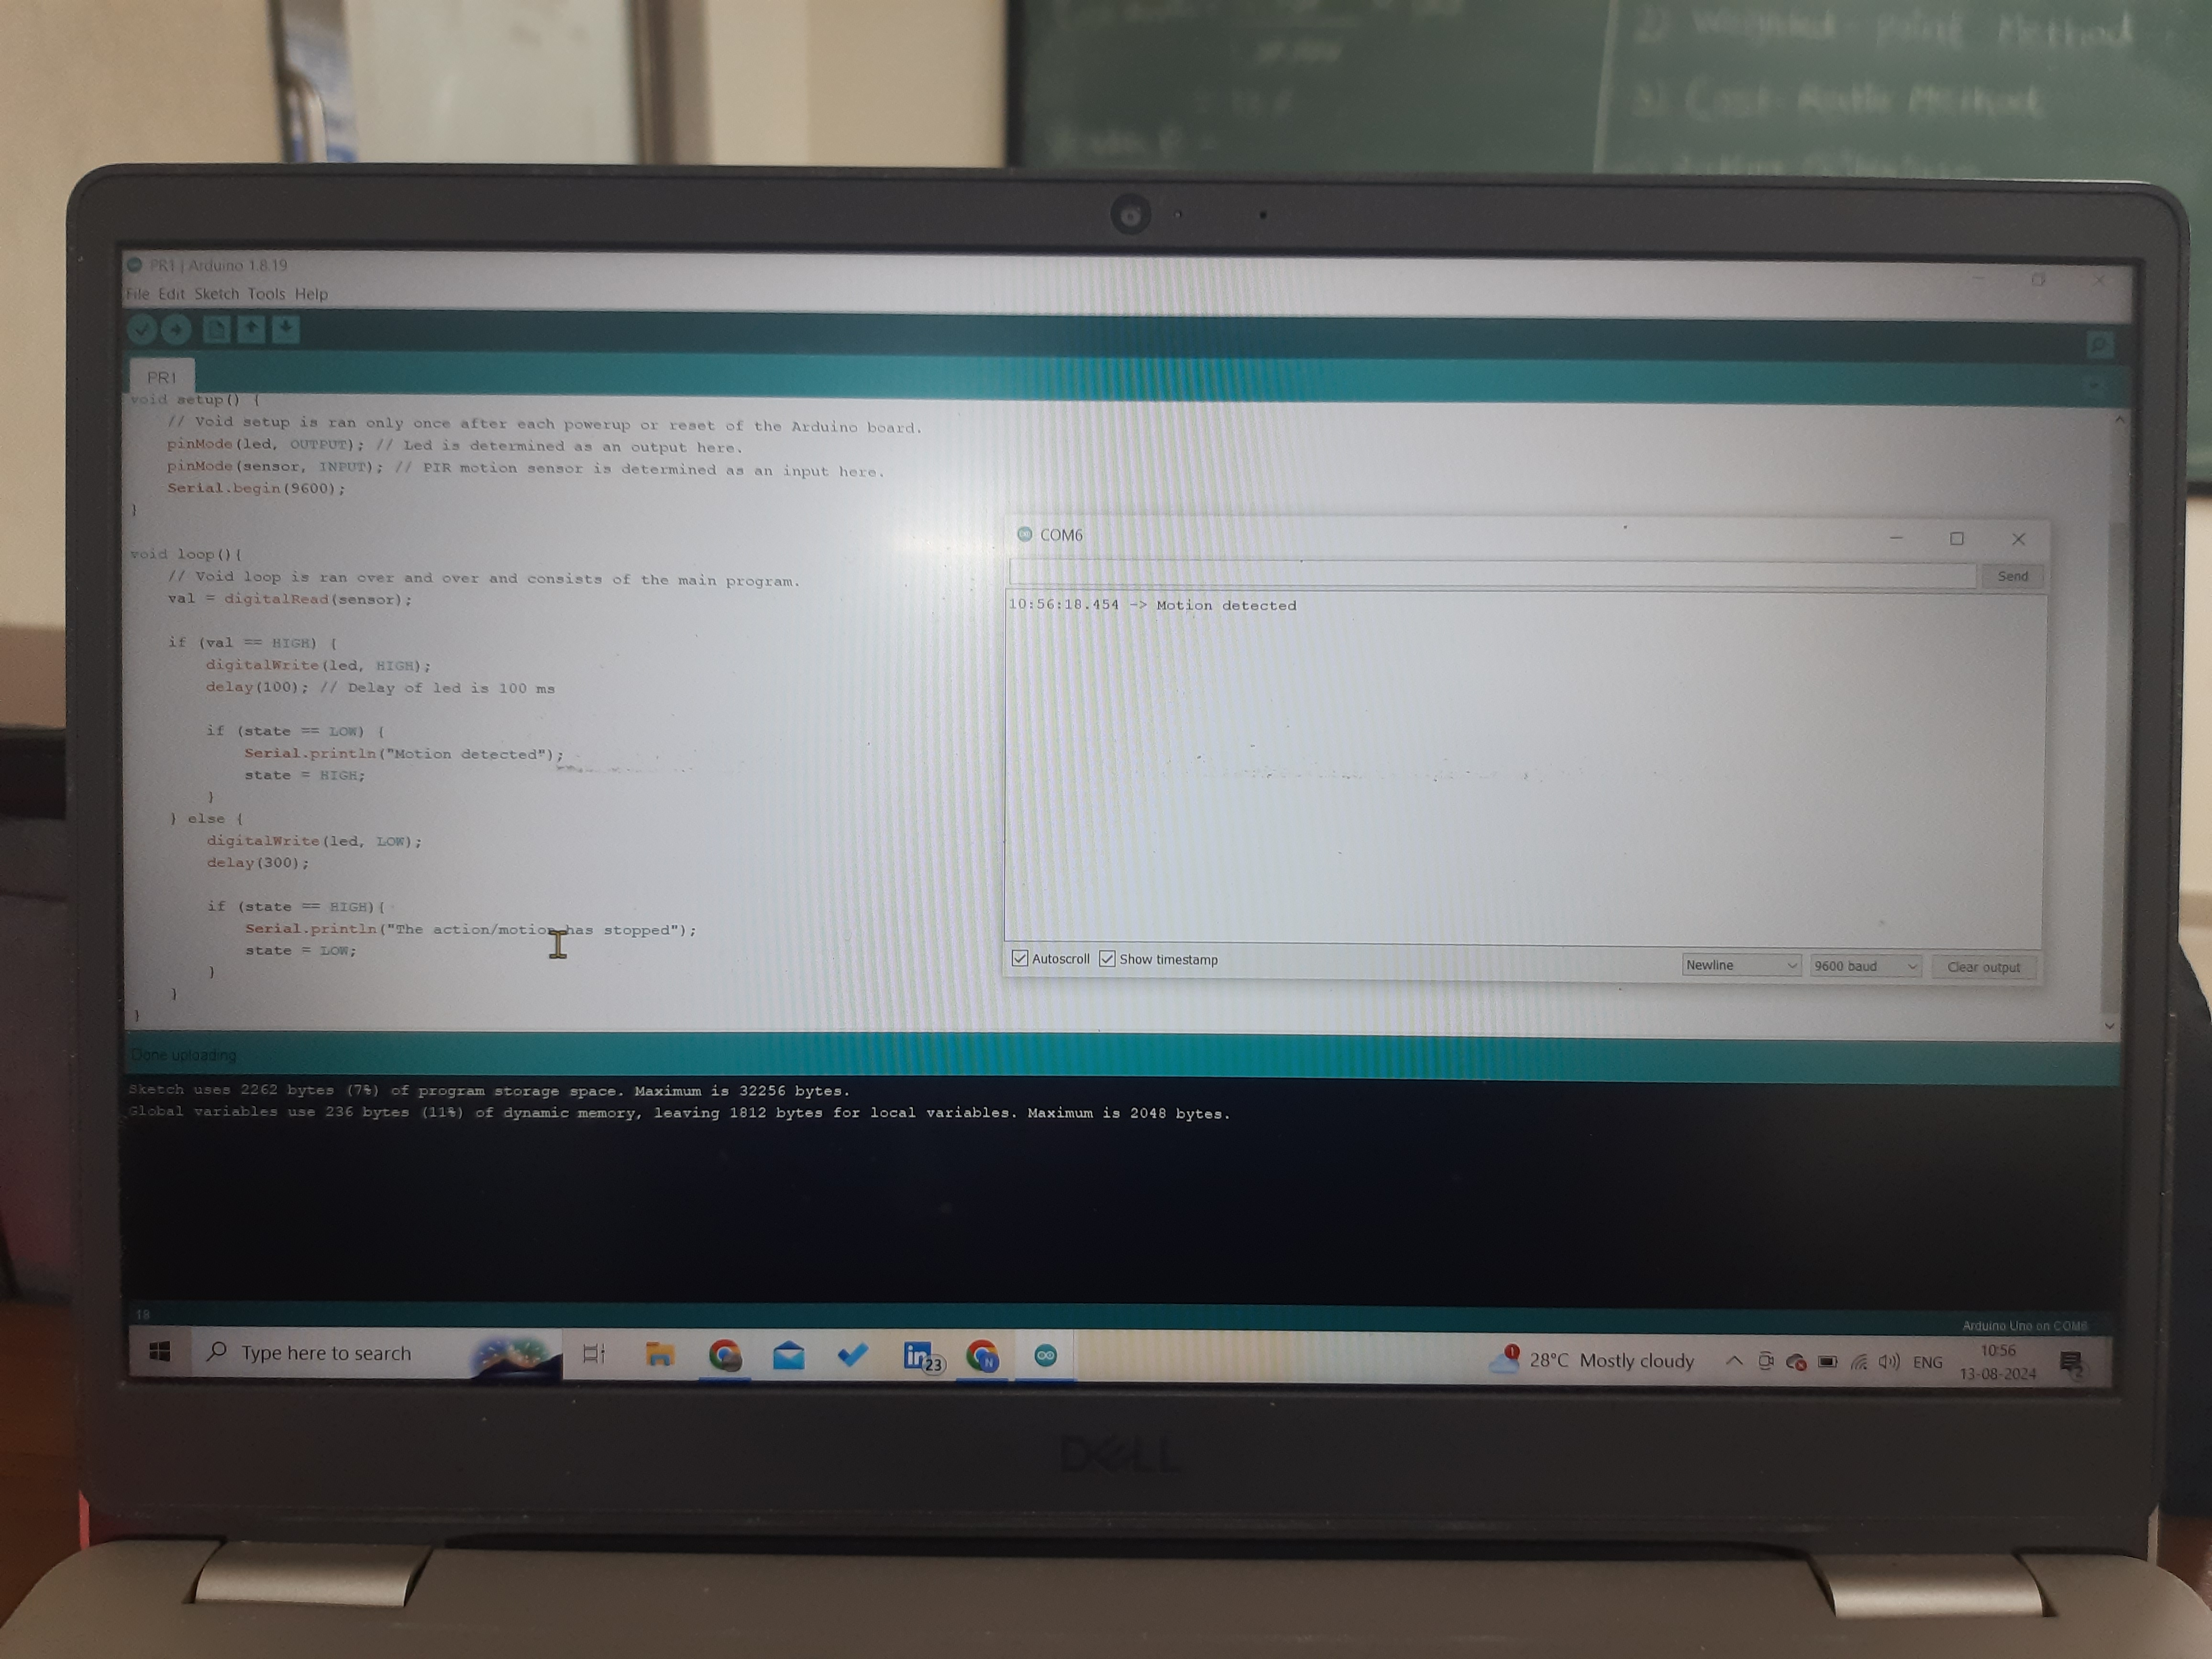 2) Weighted - point Method
3) Cost - Ratio Method
PR1 | Arduino 1.8.19
File Edit Sketch Tools Help
PR1
void setup() {
// Void setup is ran only once after each powerup or reset of the Arduino board.
pinMode(led, OUTPUT); // Led is determined as an output here.
pinMode(sensor, INPUT); // PIR motion sensor is determined as an input here.
Serial.begin(9600);
}
void loop(){
// Void loop is ran over and over and consists of the main program.
val = digitalRead(sensor);
if (val == HIGH) {
digitalWrite(led, HIGH);
delay(100); // Delay of led is 100 ms
if (state == LOW) {
Serial.println("Motion detected");
state = HIGH;
}
} else {
digitalWrite(led, LOW);
delay(300);
if (state == HIGH){
Serial.println("The action/motion has stopped");
state = LOW;
}
}
}
COM6
Send
10:56:18.454 -> Motion detected
Autoscroll Show timestamp Newline 9600 baud Clear output
Done uploading
Sketch uses 2262 bytes (7%) of program storage space. Maximum is 32256 bytes.
Global variables use 236 bytes (11%) of dynamic memory, leaving 1812 bytes for local variables. Maximum is 2048 bytes.
18
Arduino Uno on COM6
Type here to search
in 23
N
1
28°C Mostly cloudy
ENG
10:56
13-08-2024
2
DELL